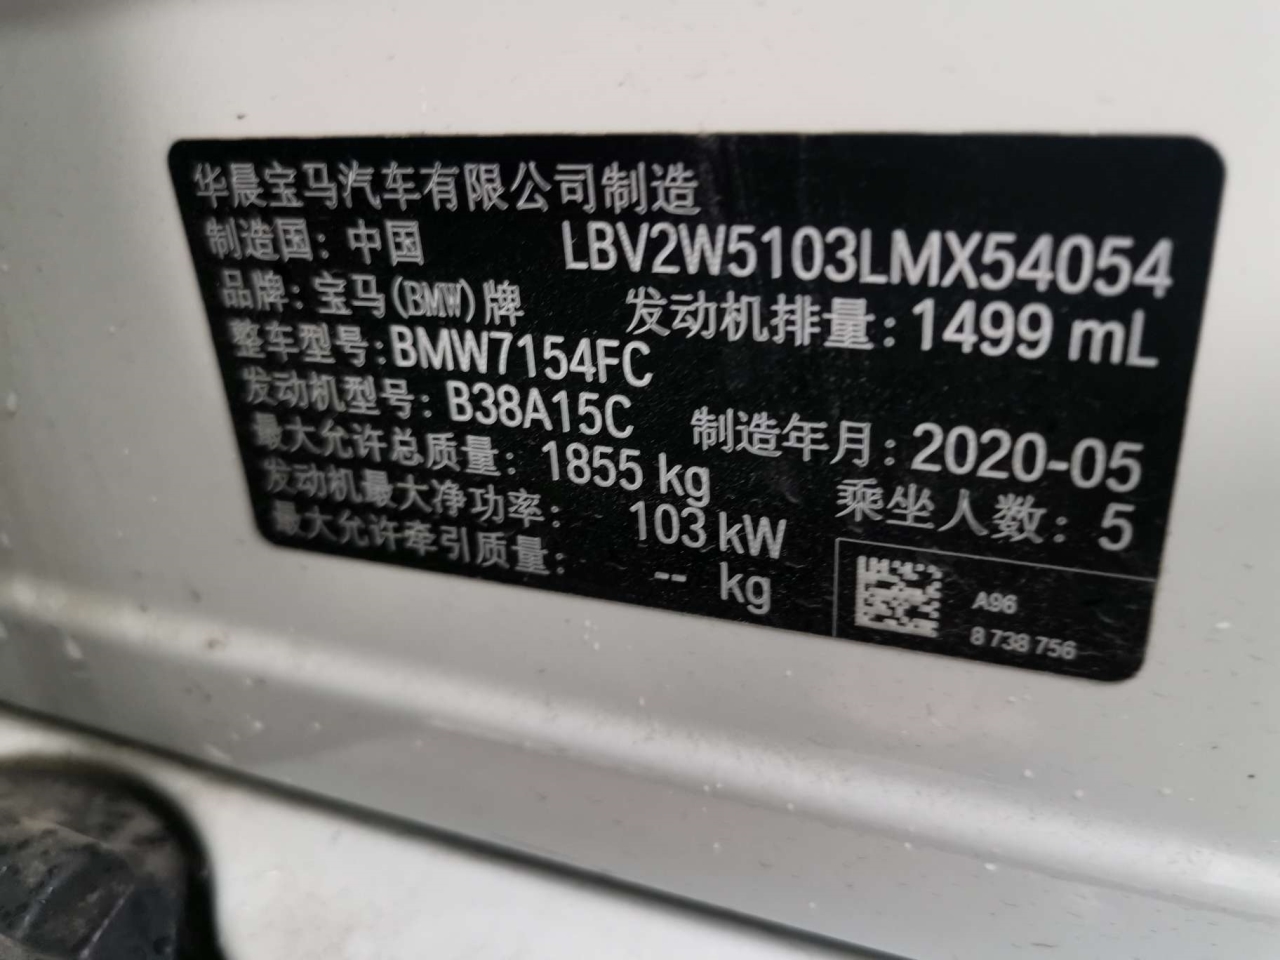 华晨宝马汽车有限公司制造
制造国：中国 LBV2W5103LMX54054
品牌：宝马(BMW)牌 发动机排量：1499 mL
整车型号：BMW7154FC
发动机型号：B38A15C 制造年月：2020-05
最大允许总质量：1855 kg 乘坐人数：5
发动机最大净功率：103 kW
最大允许牵引质量：-- kg
A96
8 738 756